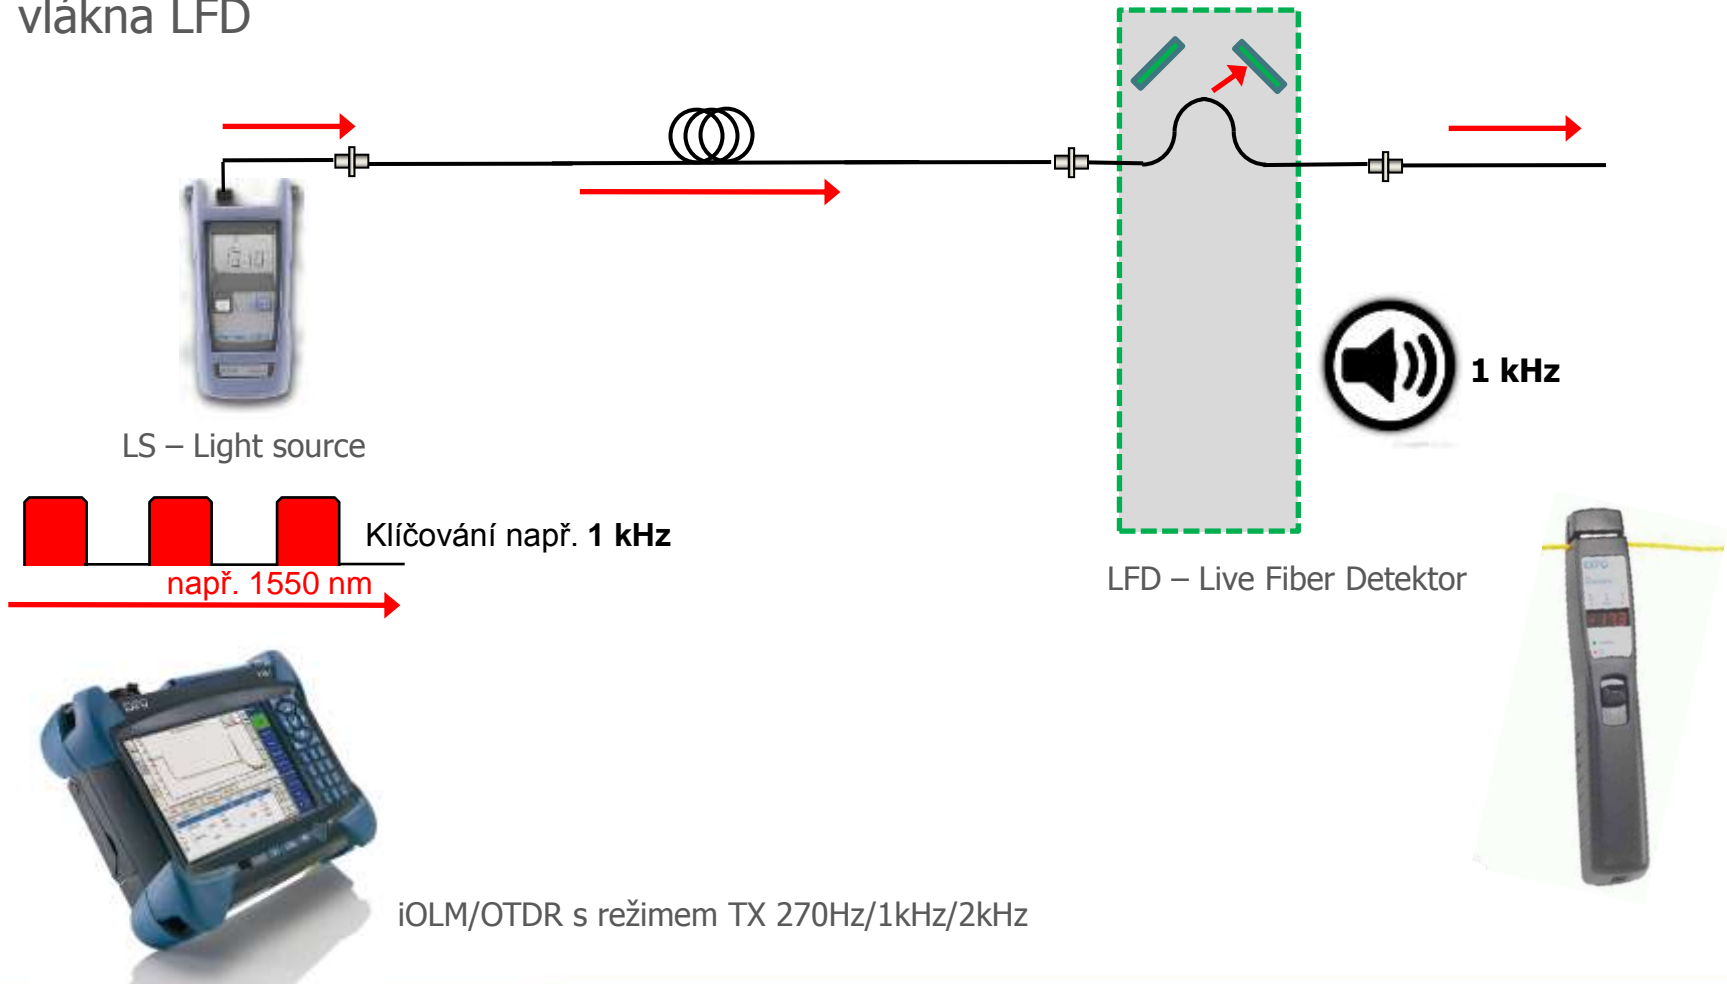 vlákna LFD
1 kHz
LS – Light source
Klíčování např. 1 kHz
např. 1550 nm
LFD – Live Fiber Detektor
EXFO
iOLM/OTDR s režimem TX 270Hz/1kHz/2kHz